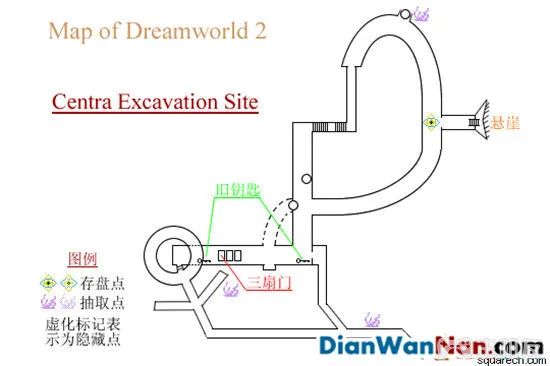 Map of Dreamworld 2
Centra Excavation Site
悬崖
旧钥匙
三扇门
图例
存盘点
抽取点
虚化标记表
示为隐藏点
DianWanNan.com
squarecn.com